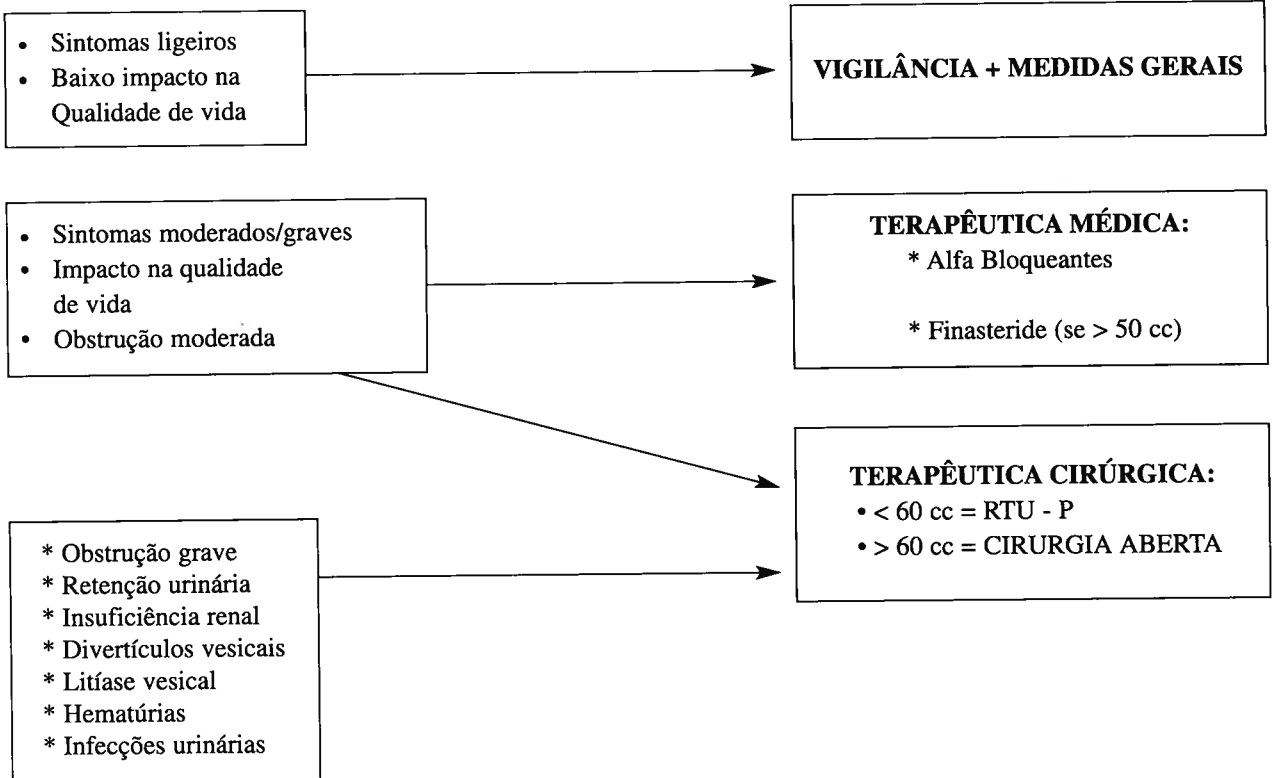 • Sintomas ligeiros
• Baixo impacto na
Qualidade de vida
VIGILÂNCIA + MEDIDAS GERAIS
• Sintomas moderados/graves
• Impacto na qualidade
de vida
• Obstrução moderada
TERAPÊUTICA MÉDICA:
* Alfa Bloqueantes
* Finasteride (se > 50 cc)
TERAPÊUTICA CIRÚRGICA:
• < 60 cc = RTU - P
• > 60 cc = CIRURGIA ABERTA
* Obstrução grave
* Retenção urinária
* Insuficiência renal
* Divertículos vesicais
* Litíase vesical
* Hematúrias
* Infecções urinárias